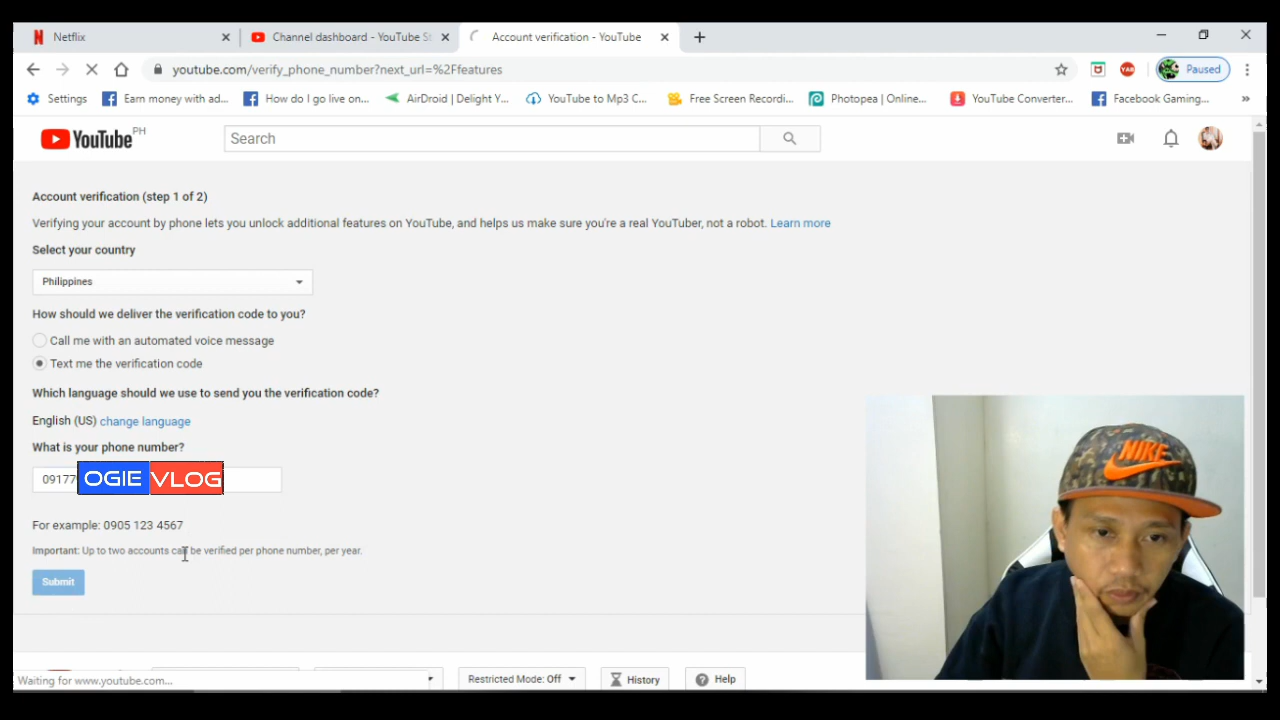 Netflix
Channel dashboard - YouTube St
Account verification - YouTube
youtube.com/verify_phone_number?next_url=%2Ffeatures
Paused
Settings
Earn money with ad...
How do I go live on...
AirDroid | Delight Y...
YouTube to Mp3 C...
Free Screen Recordi...
Photopea | Online...
YouTube Converter...
Facebook Gaming...
YouTube PH
Search
Account verification (step 1 of 2)
Verifying your account by phone lets you unlock additional features on YouTube, and helps us make sure you're a real YouTuber, not a robot. Learn more
Select your country
Philippines
How should we deliver the verification code to you?
Call me with an automated voice message
Text me the verification code
Which language should we use to send you the verification code?
English (US) change language
What is your phone number?
09177 OGIE VLOG
For example: 0905 123 4567
Important: Up to two accounts can be verified per phone number, per year.
Submit
NIKE
Waiting for www.youtube.com...
Restricted Mode: Off
History
Help